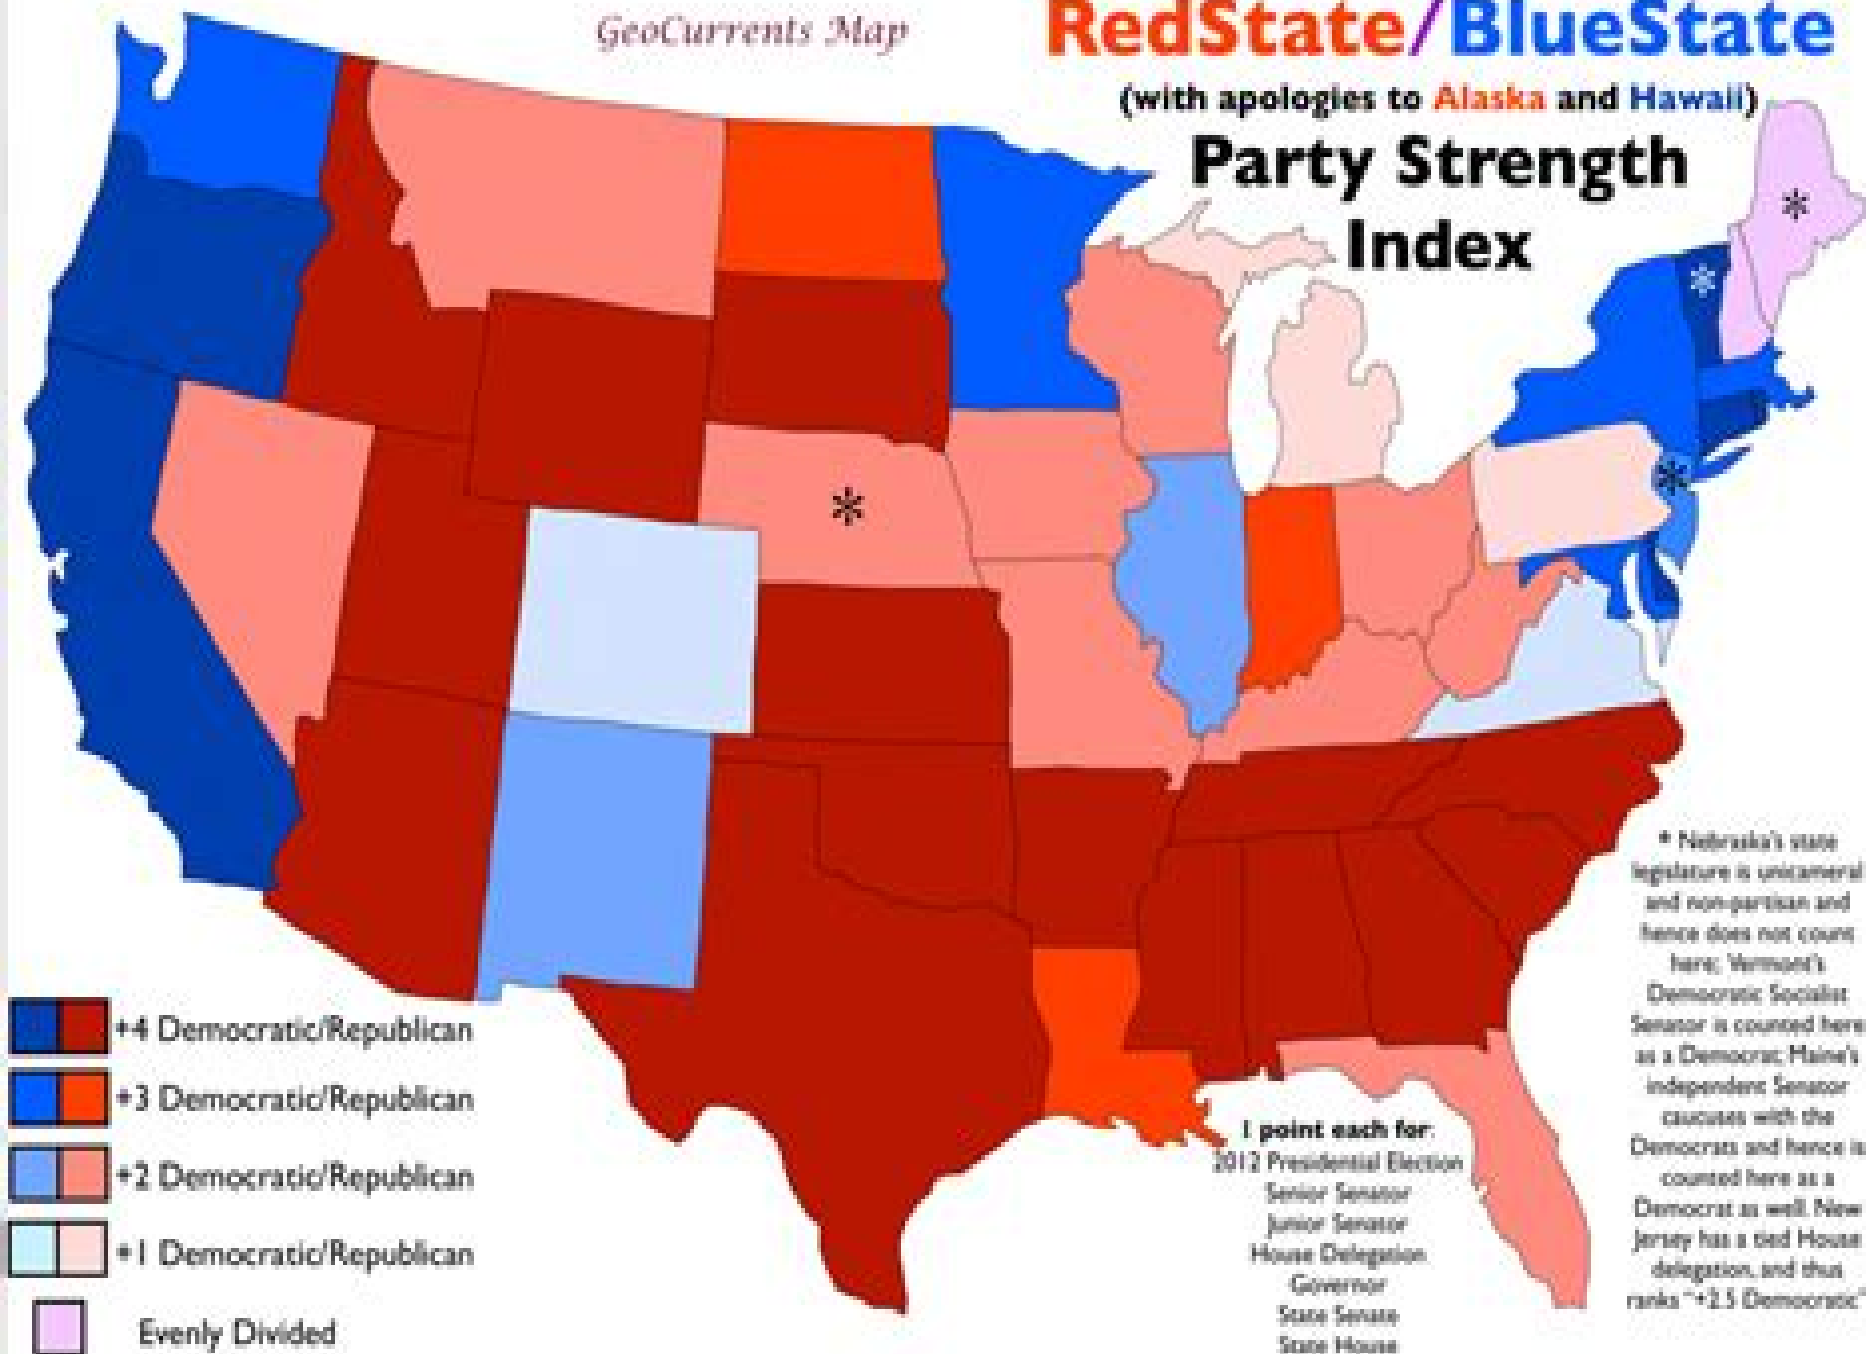 GeoCurrents Map
RedState/BlueState
(with apologies to Alaska and Hawaii)
Party Strength
Index
*
*
*
*
* Nebraska's state
legislature is unicameral
and non-partisan and
hence does not count
here; Vermont's
Democratic Socialist
Senator is counted here
as a Democrat; Maine's
independent Senator
caucuses with the
Democrats and hence is
counted here as a
Democrat as well. New
Jersey has a tied House
delegation, and thus
ranks "+2.5 Democratic"
+4 Democratic/Republican
+3 Democratic/Republican
+2 Democratic/Republican
+1 Democratic/Republican
Evenly Divided
1 point each for:
2012 Presidential Election
Senior Senator
Junior Senator
House Delegation
Governor
State Senate
State House